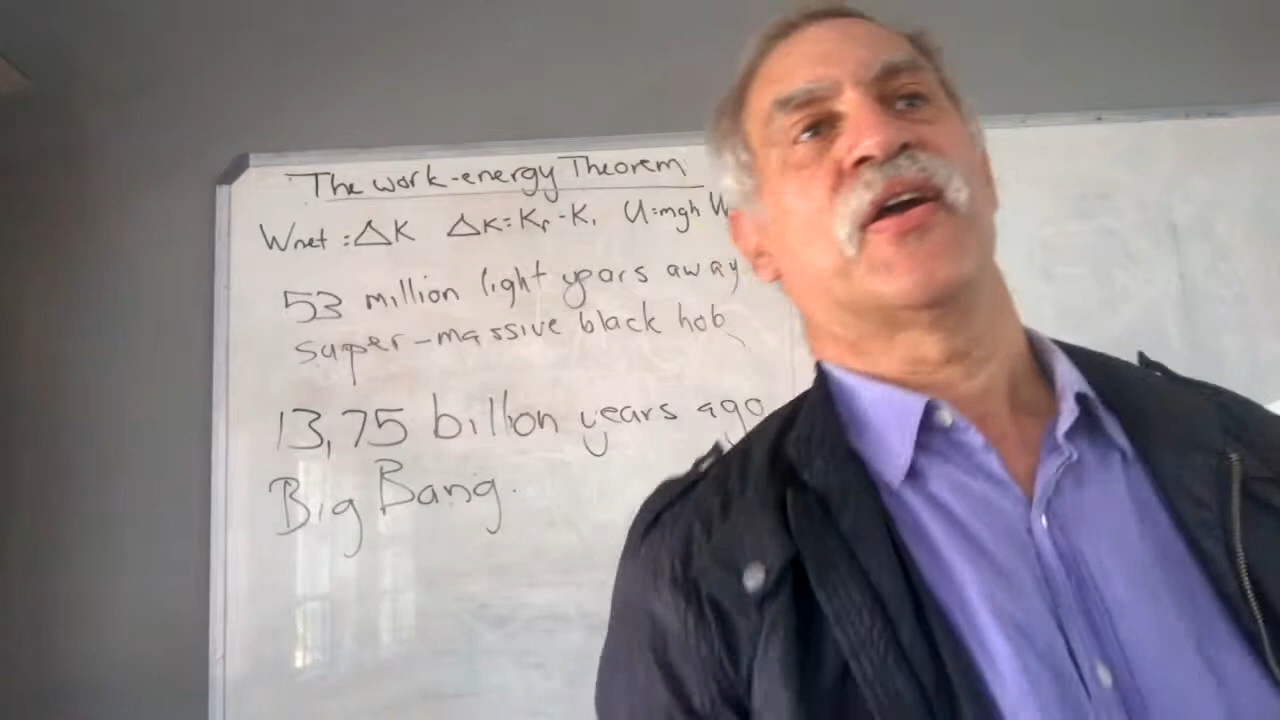 The work-energy Theorem
Wnet = ΔK ΔK = Kf - Ki U=mgh W
53 million light years away
super-massive black hole
13,75 billion years ago
Big Bang.